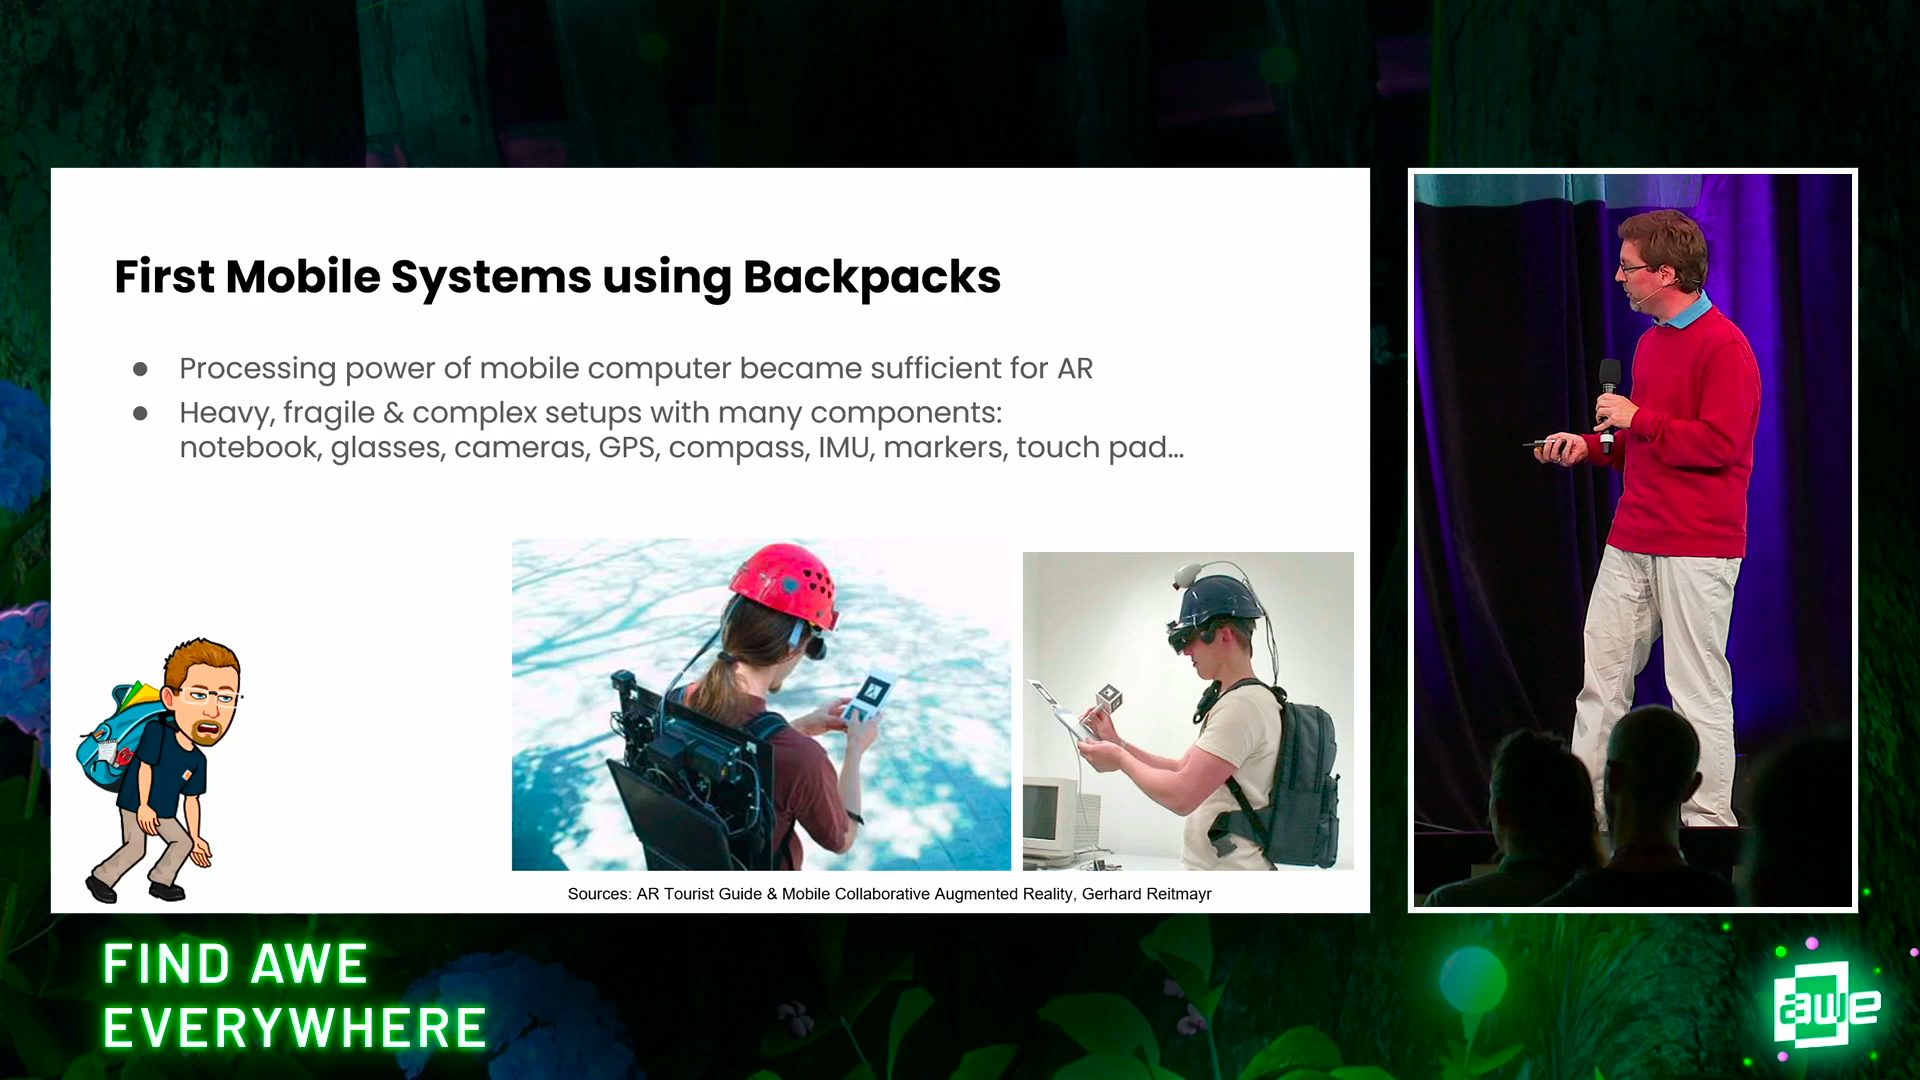 First Mobile Systems using Backpacks
● Processing power of mobile computer became sufficient for AR
● Heavy, fragile & complex setups with many components:
notebook, glasses, cameras, GPS, compass, IMU, markers, touch pad...
Sources: AR Tourist Guide & Mobile Collaborative Augmented Reality, Gerhard Reitmayr
FIND AWE
EVERYWHERE
awe